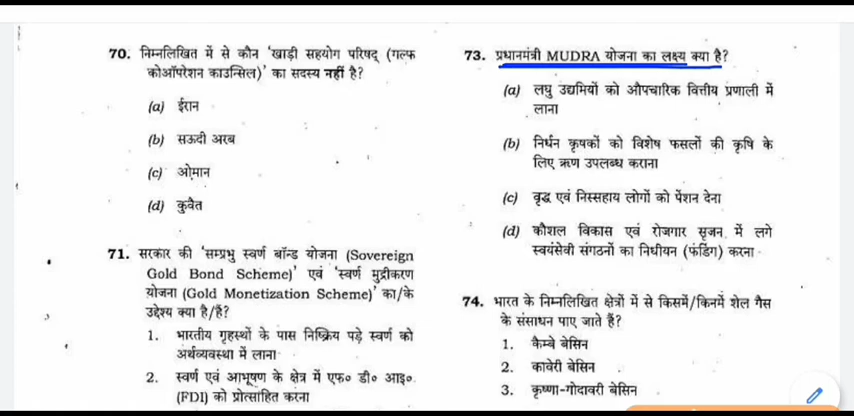 70. निम्नलिखित में से कौन 'खाड़ी सहयोग परिषद् (गल्फ
कोऑपरेशन काउन्सिल)' का सदस्य नहीं है?
(a) ईरान
(b) सऊदी अरब
(c) ओमान
(d) कुवैत
71. सरकार की 'सम्प्रभु स्वर्ण बॉन्ड योजना (Sovereign
Gold Bond Scheme)' एवं 'स्वर्ण मुद्रीकरण
योजना (Gold Monetization Scheme)' का/के
उद्देश्य क्या है/हैं?
1. भारतीय गृहस्थों के पास निष्क्रिय पड़े स्वर्ण को
अर्थव्यवस्था में लाना
2. स्वर्ण एवं आभूषण के क्षेत्र में एफ० डी० आइ०
(FDI) को प्रोत्साहित करना
73. प्रधानमंत्री MUDRA योजना का लक्ष्य क्या है?
(a) लघु उद्यमियों को औपचारिक वित्तीय प्रणाली में
लाना
(b) निर्धन कृषकों को विशेष फसलों की कृषि के
लिए ऋण उपलब्ध कराना
(c) वृद्ध एवं निस्सहाय लोगों को पेंशन देना
(d) कौशल विकास एवं रोजगार सृजन में लगे
स्वयंसेवी संगठनों का निधीयन (फंडिंग) करना
74. भारत के निम्नलिखित क्षेत्रों में से किसमें/किनमें शेल गैस
के संसाधन पाए जाते हैं?
1. कैम्बे बेसिन
2. कावेरी बेसिन
3. कृष्णा-गोदावरी बेसिन